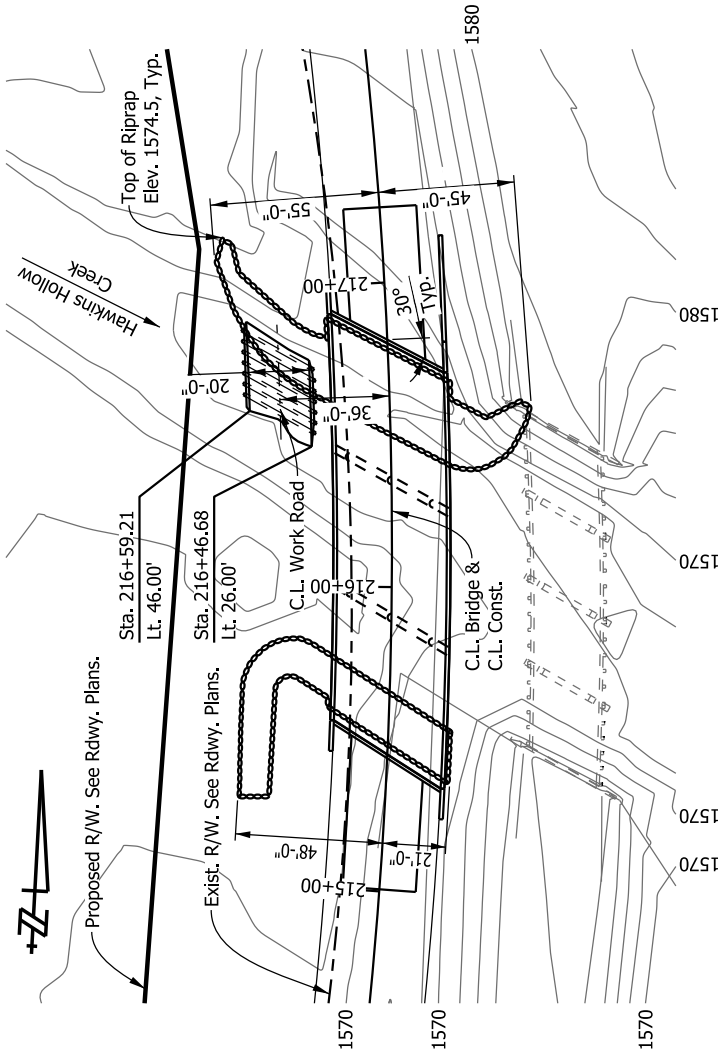 1580
Top of Riprap
Elev. 1574.5, Typ.
Hawkins Hollow
Creek
55'-0"
45'-0"
217+00
30°
Typ.
1580
20'-0"
36'-0"
Sta. 216+59.21
Lt. 46.00'
Sta. 216+46.68
Lt. 26.00'
C.L. Work Road
216+00
C.L. Bridge &
C.L. Const.
1570
Proposed R/W. See Rdwy. Plans.
Exist. R/W. See Rdwy. Plans.
48'-0"
21'-0"
215+00
1570
1570
N
1570
1570
1570